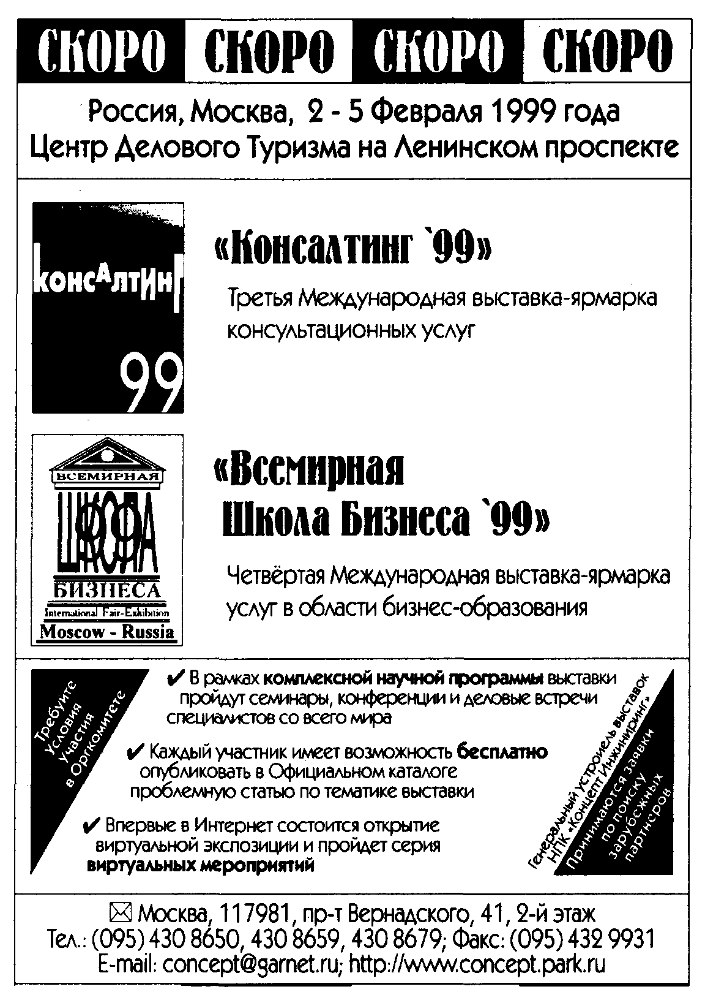 СКОРО СКОРО СКОРО СКОРО
Россия, Москва, 2 - 5 Февраля 1999 года
Центр Делового Туризма на Ленинском проспекте
консАлтинг
99
«Консалтинг `99»
Третья Международная выставка-ярмарка
консультационных услуг
ВСЕМИРНАЯ
ШКОЛА
БИЗНЕСА
International Fair-Exhibition
Moscow - Russia
«Всемирная
Школа Бизнеса `99»
Четвёртая Международная выставка-ярмарка
услуг в области бизнес-образования
Требуйте
Условия
Участия
в Оргкомитете
✔ В рамках комплексной научной программы выставки
пройдут семинары, конференции и деловые встречи
специалистов со всего мира
✔ Каждый участник имеет возможность бесплатно
опубликовать в Официальном каталоге
проблемную статью по тематике выставки
✔ Впервые в Интернет состоится открытие
виртуальной экспозиции и пройдет серия
виртуальных мероприятий
Генеральный устроиель выставок
НПК «Концепт Инжиниринг»
Принимаются заявки
по поиску
зарубежных
партнеров
Москва, 117981, пр-т Вернадского, 41, 2-й этаж
Тел.: (095) 430 8650, 430 8659, 430 8679; Факс: (095) 432 9931
E-mail: concept@garnet.ru; http://www.concept.park.ru